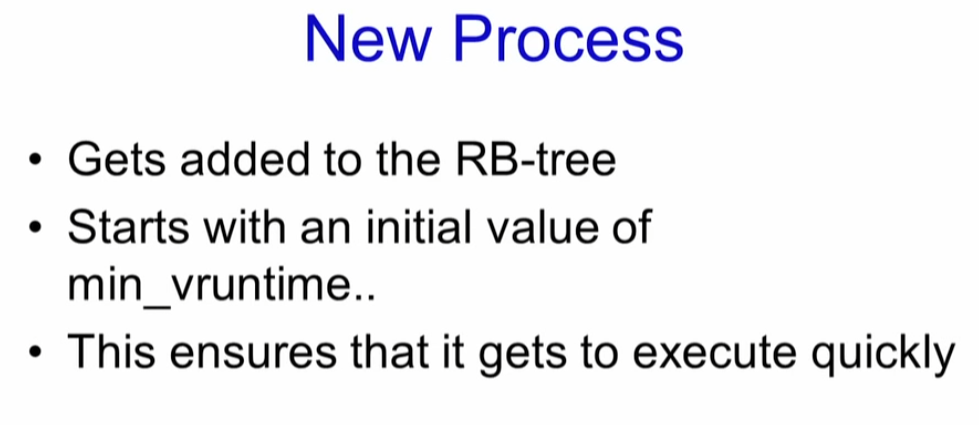 New Process
• Gets added to the RB-tree
• Starts with an initial value of
min_vruntime..
• This ensures that it gets to execute quickly